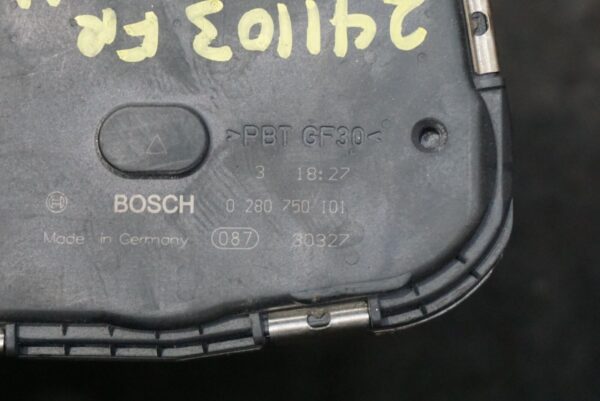 241103 FR
>PBT GF30<
3 18:27
BOSCH 0 280 750 101
Made in Germany 087 30327